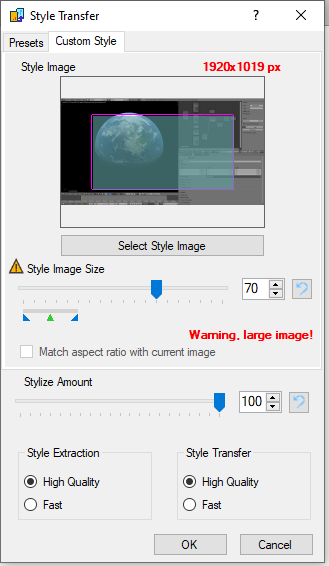 Style Transfer
?
Presets
Custom Style
Style Image
1920x1019 px
Select Style Image
Style Image Size
70
Warning, large image!
Match aspect ratio with current image
Stylize Amount
100
Style Extraction
High Quality
Fast
Style Transfer
High Quality
Fast
OK
Cancel